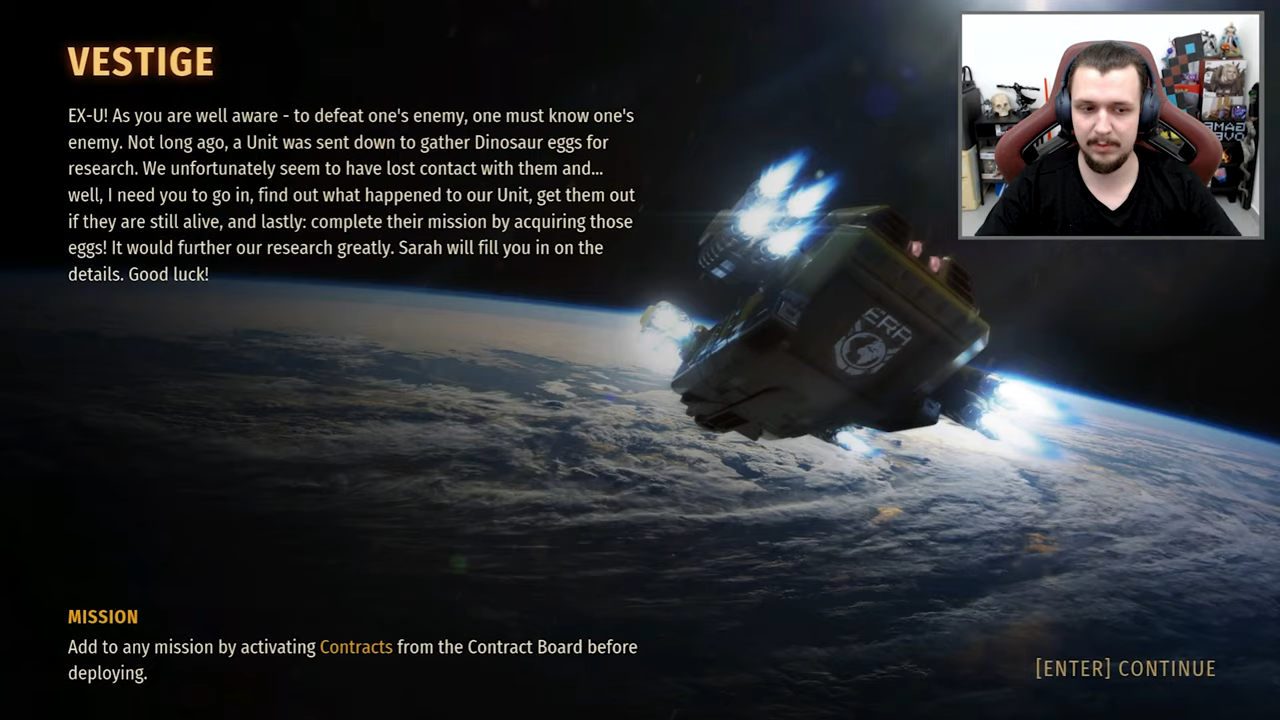 VESTIGE
EX-U! As you are well aware - to defeat one's enemy, one must know one's
enemy. Not long ago, a Unit was sent down to gather Dinosaur eggs for
research. We unfortunately seem to have lost contact with them and...
well, I need you to go in, find out what happened to our Unit, get them out
if they are still alive, and lastly: complete their mission by acquiring those
eggs! It would further our research greatly. Sarah will fill you in on the
details. Good luck!
ERA
GAME
OVER
MISSION
Add to any mission by activating Contracts from the Contract Board before
deploying.
[ENTER] CONTINUE